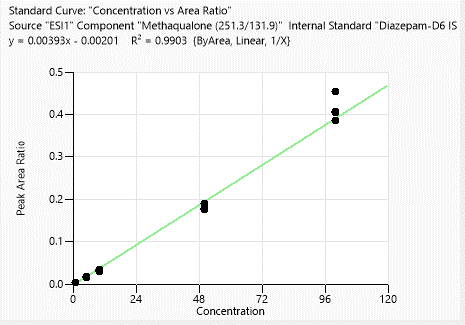 Standard Curve: "Concentration vs Area Ratio"
Source "ESI1" Component "Methaqualone (251.3/131.9)" Internal Standard "Diazepam-D6 IS
y = 0.00393x - 0.00201 R² = 0.9903 {ByArea, Linear, 1/X}
0.5
0.4
0.3
0.2
0.1
0.0
Peak Area Ratio
0 24 48 72 96 120
Concentration